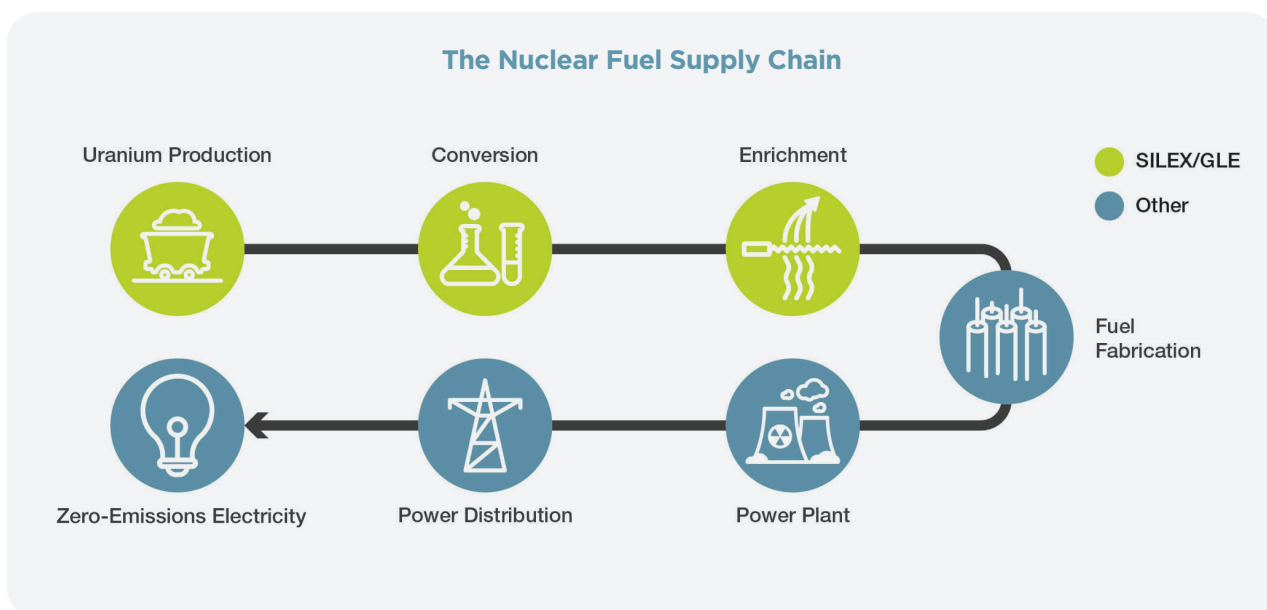 The Nuclear Fuel Supply Chain
Uranium Production
Conversion
Enrichment
SILEX/GLE
Other
Fuel
Fabrication
Zero-Emissions Electricity
Power Distribution
Power Plant